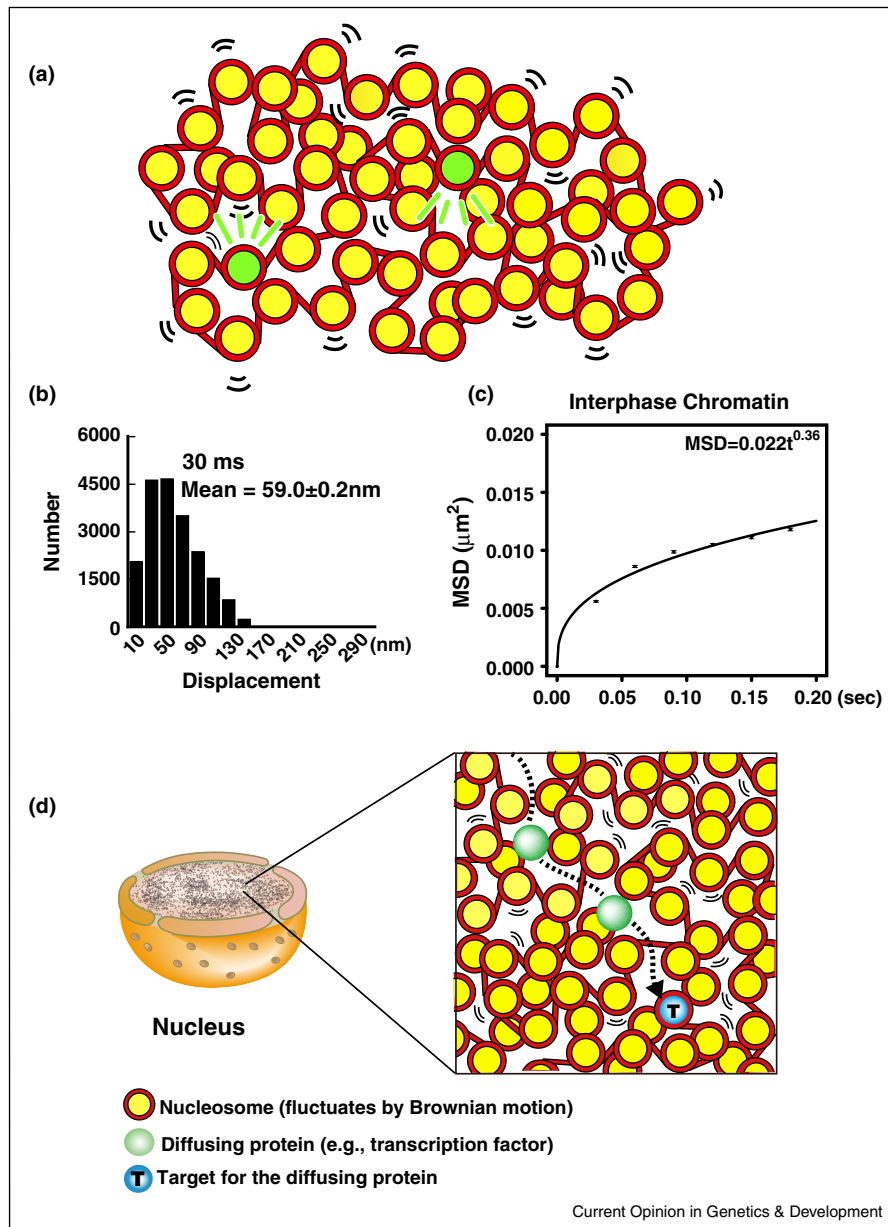 (a)
(b)
6000
4500
3000
1500
0
Number
30 ms
Mean = 59.0±0.2nm
10 50 90 130 170 210 250 290 (nm)
Displacement
(c)
Interphase Chromatin
MSD=0.022t^0.36
0.020
0.015
0.010
0.005
0.000
MSD (μm²)
0.00 0.05 0.10 0.15 0.20 (sec)
(d)
Nucleus
T
Nucleosome (fluctuates by Brownian motion)
Diffusing protein (e.g., transcription factor)
T Target for the diffusing protein
Current Opinion in Genetics & Development